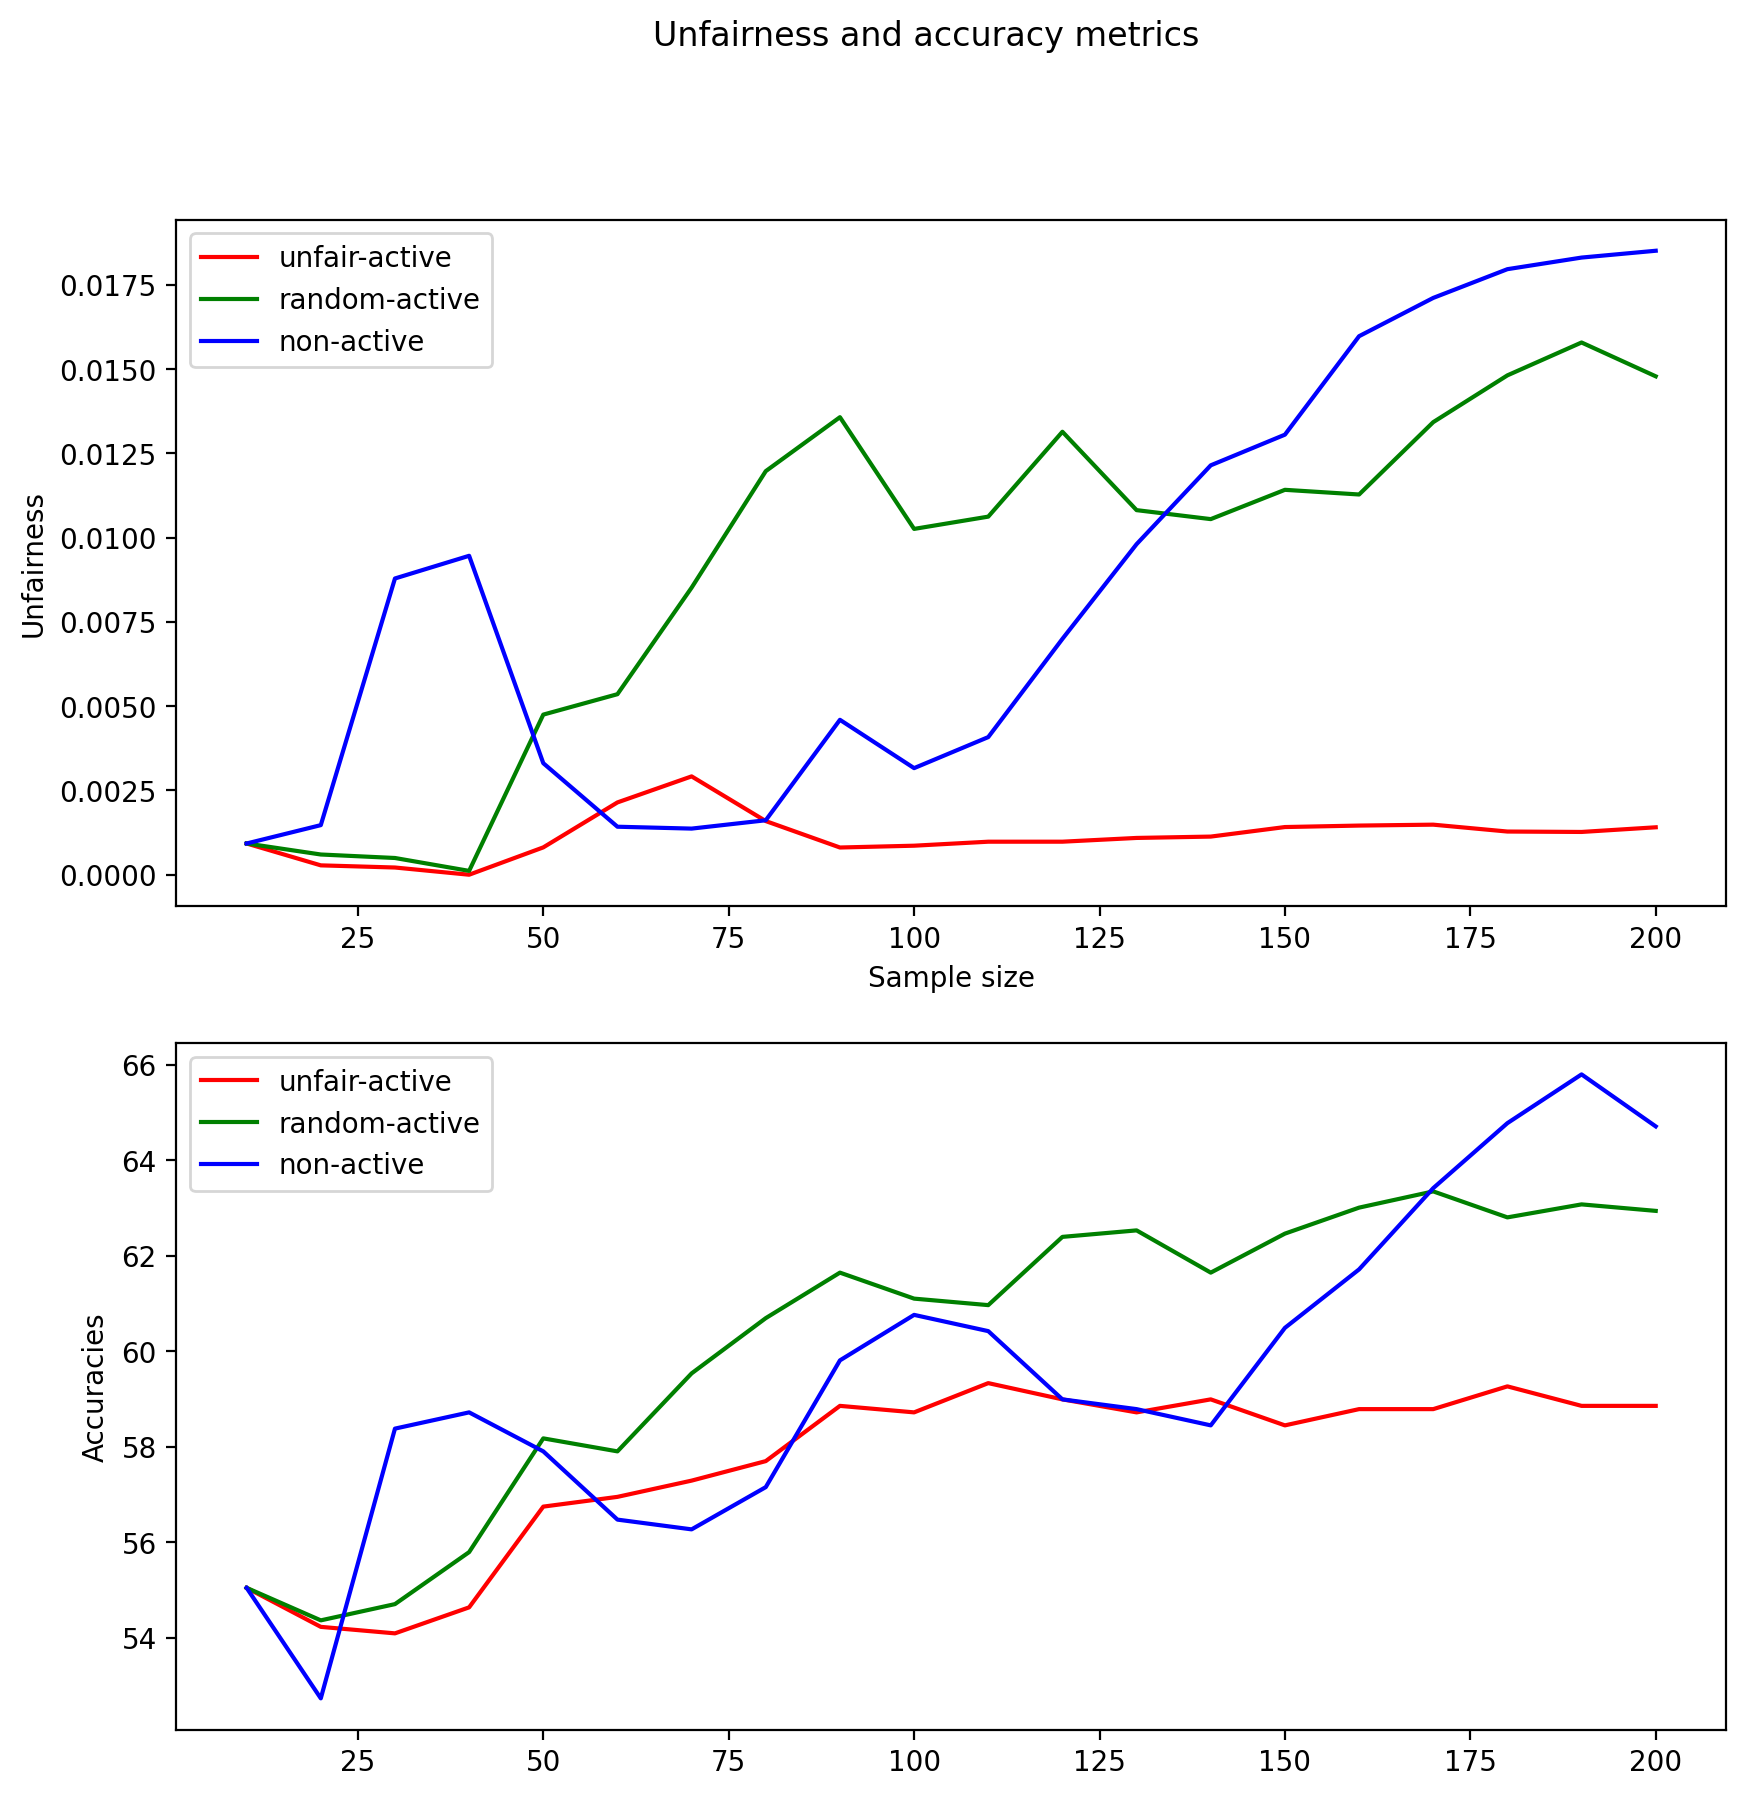 Unfairness and accuracy metrics
unfair-active
random-active
non-active
0.0175
0.0150
0.0125
0.0100
0.0075
0.0050
0.0025
0.0000
Unfairness
25 50 75 100 125 150 175 200
Sample size
unfair-active
random-active
non-active
66
64
62
60
58
56
54
Accuracies
25 50 75 100 125 150 175 200